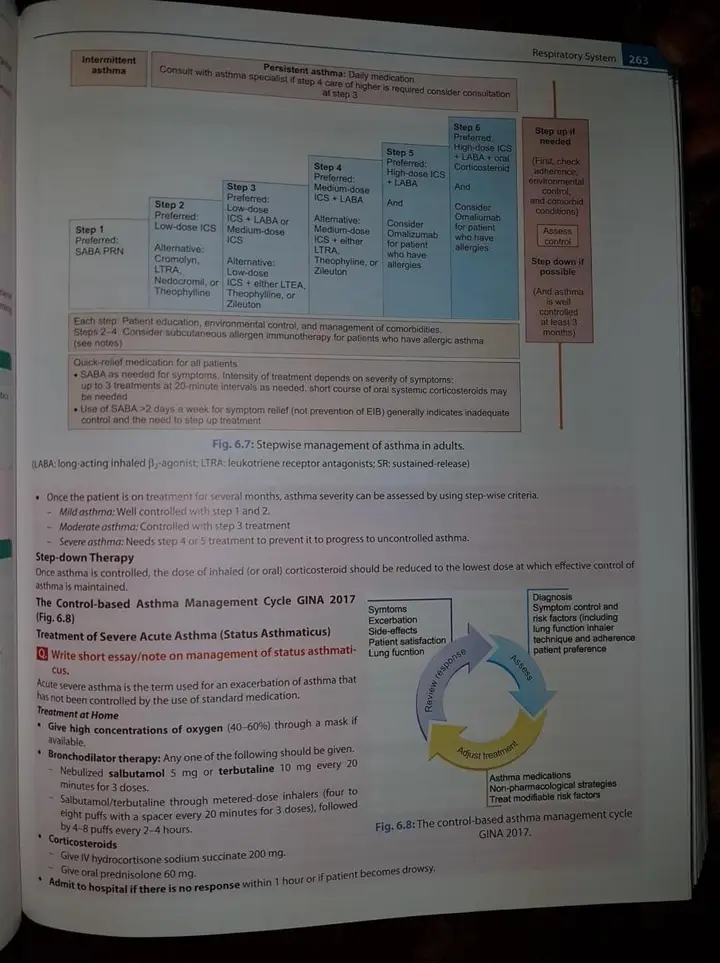 Respiratory System 263
Intermittent
asthma
Persistent asthma: Daily medication
Consult with asthma specialist if step 4 care of higher is required consider consultation
at step 3
Step 1
Preferred:
SABA PRN
Step 2
Preferred:
Low-dose ICS
Alternative:
Cromolyn,
LTRA,
Nedocromil, or
Theophylline
Step 3
Preferred:
Low-dose
ICS + LABA or
Medium-dose
ICS
Alternative:
Low-dose
ICS + either LTEA,
Theophylline, or
Zileuton
Step 4
Preferred:
Medium-dose
ICS + LABA
Alternative:
Medium-dose
ICS + either
LTRA,
Theophylline, or
Zileuton
Step 5
Preferred:
High-dose ICS
+ LABA
And
Consider
Omalizumab
for patient
who have
allergies
Step 6
Preferred:
High-dose ICS
+ LABA + oral
Corticosteroid
And
Consider
Omaliumab
for patient
who have
allergies
Step up if
needed
(First, check
adherence,
environmental
control,
and comorbid
conditions)
Assess
control
Step down if
possible
(And asthma
is well
controlled
at least 3
months)
Each step: Patient education, environmental control, and management of comorbidities.
Steps 2–4: Consider subcutaneous allergen immunotherapy for patients who have allergic asthma
(see notes)
Quick-relief medication for all patients
• SABA as needed for symptoms. Intensity of treatment depends on severity of symptoms:
up to 3 treatments at 20-minute intervals as needed, short course of oral systemic corticosteroids may
be needed
• Use of SABA >2 days a week for symptom relief (not prevention of EIB) generally indicates inadequate
control and the need to step up treatment
Fig. 6.7: Stepwise management of asthma in adults.
(LABA: long-acting inhaled β₂-agonist; LTRA: leukotriene receptor antagonists; SR: sustained-release)
• Once the patient is on treatment for several months, asthma severity can be assessed by using step-wise criteria.
– Mild asthma: Well controlled with step 1 and 2.
– Moderate asthma: Controlled with step 3 treatment
– Severe asthma: Needs step 4 or 5 treatment to prevent it to progress to uncontrolled asthma.
Step-down Therapy
Once asthma is controlled, the dose of inhaled (or oral) corticosteroid should be reduced to the lowest dose at which effective control of
asthma is maintained.
The Control-based Asthma Management Cycle GINA 2017
(Fig. 6.8)
Treatment of Severe Acute Asthma (Status Asthmaticus)
Q. Write short essay/note on management of status asthmati-
cus.
Acute severe asthma is the term used for an exacerbation of asthma that
has not been controlled by the use of standard medication.
Treatment at Home
• Give high concentrations of oxygen (40–60%) through a mask if
available.
• Bronchodilator therapy: Any one of the following should be given.
– Nebulized salbutamol 5 mg or terbutaline 10 mg every 20
minutes for 3 doses.
– Salbutamol/terbutaline through metered-dose inhalers (four to
eight puffs with a spacer every 20 minutes for 3 doses), followed
by 4–8 puffs every 2–4 hours.
• Corticosteroids
– Give IV hydrocortisone sodium succinate 200 mg.
– Give oral prednisolone 60 mg.
• Admit to hospital if there is no response within 1 hour or if patient becomes drowsy.
Symtoms
Excerbation
Side-effects
Patient satisfaction
Lung fucntion
Diagnosis
Symptom control and
risk factors (including
lung function inhaler
technique and adherence
patient preference
Review response
Assess
Adjust treatment
Asthma medications
Non-pharmacological strategies
Treat modifiable risk factors
Fig. 6.8: The control-based asthma management cycle
GINA 2017.